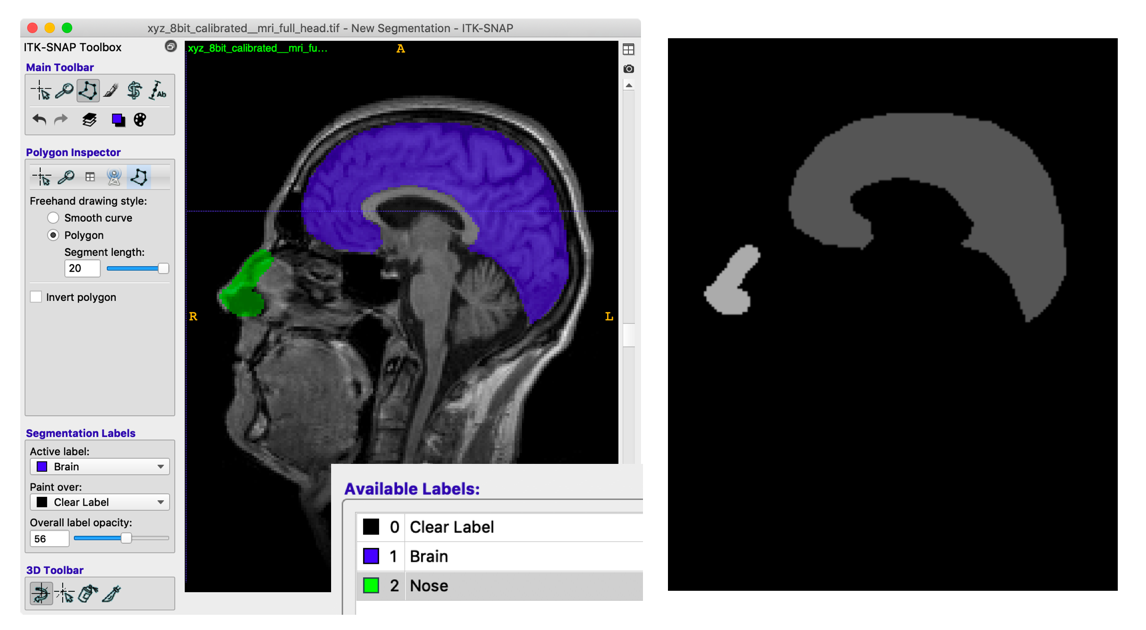 xyz_8bit_calibrated__mri_full_head.tif - New Segmentation - ITK-SNAP
ITK-SNAP Toolbox
Main Toolbar
Ab
Polygon Inspector
Freehand drawing style:
Smooth curve
Polygon
Segment length:
20
Invert polygon
Segmentation Labels
Active label:
Brain
Paint over:
Clear Label
Overall label opacity:
56
3D Toolbar
xyz_8bit_calibrated__mri_fu...
A
R
L
Available Labels:
0 Clear Label
1 Brain
2 Nose